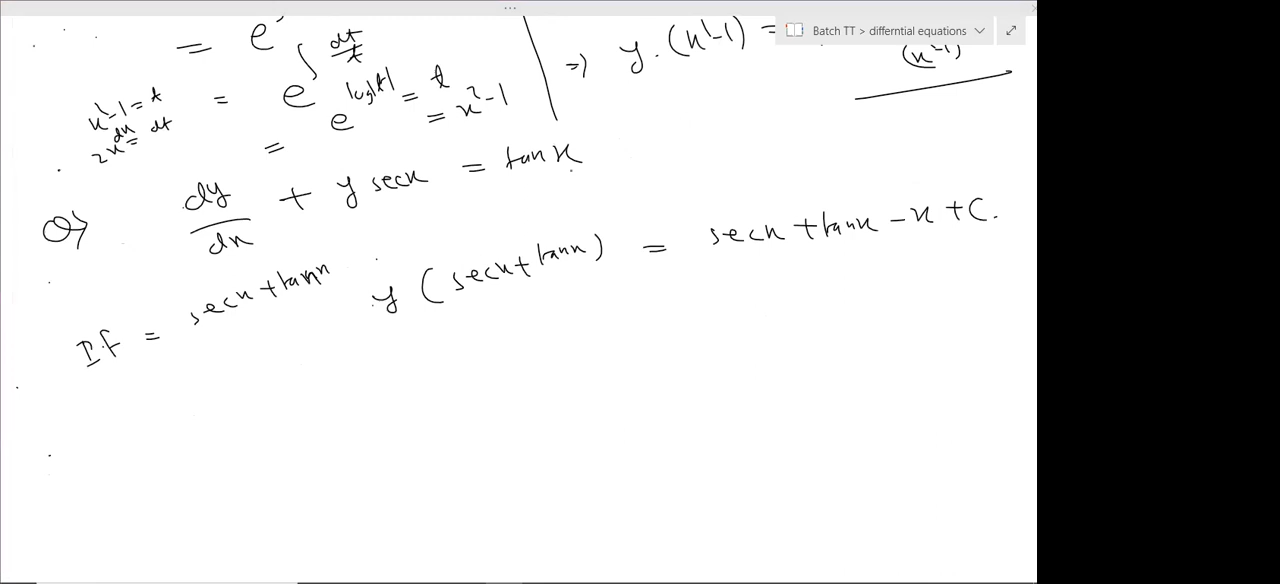 Batch TT > differntial equations
= e^
x²-1 = t
2x dx = dt
= e^∫ dt/t
= e^log|t| = t
= x²-1
⇒ y.(x²-1) =
(x²-1)
Q) dy/dx + y secx = tanx
If = secx + tanx
y (secx + tanx) = secx + tanx - x + C.